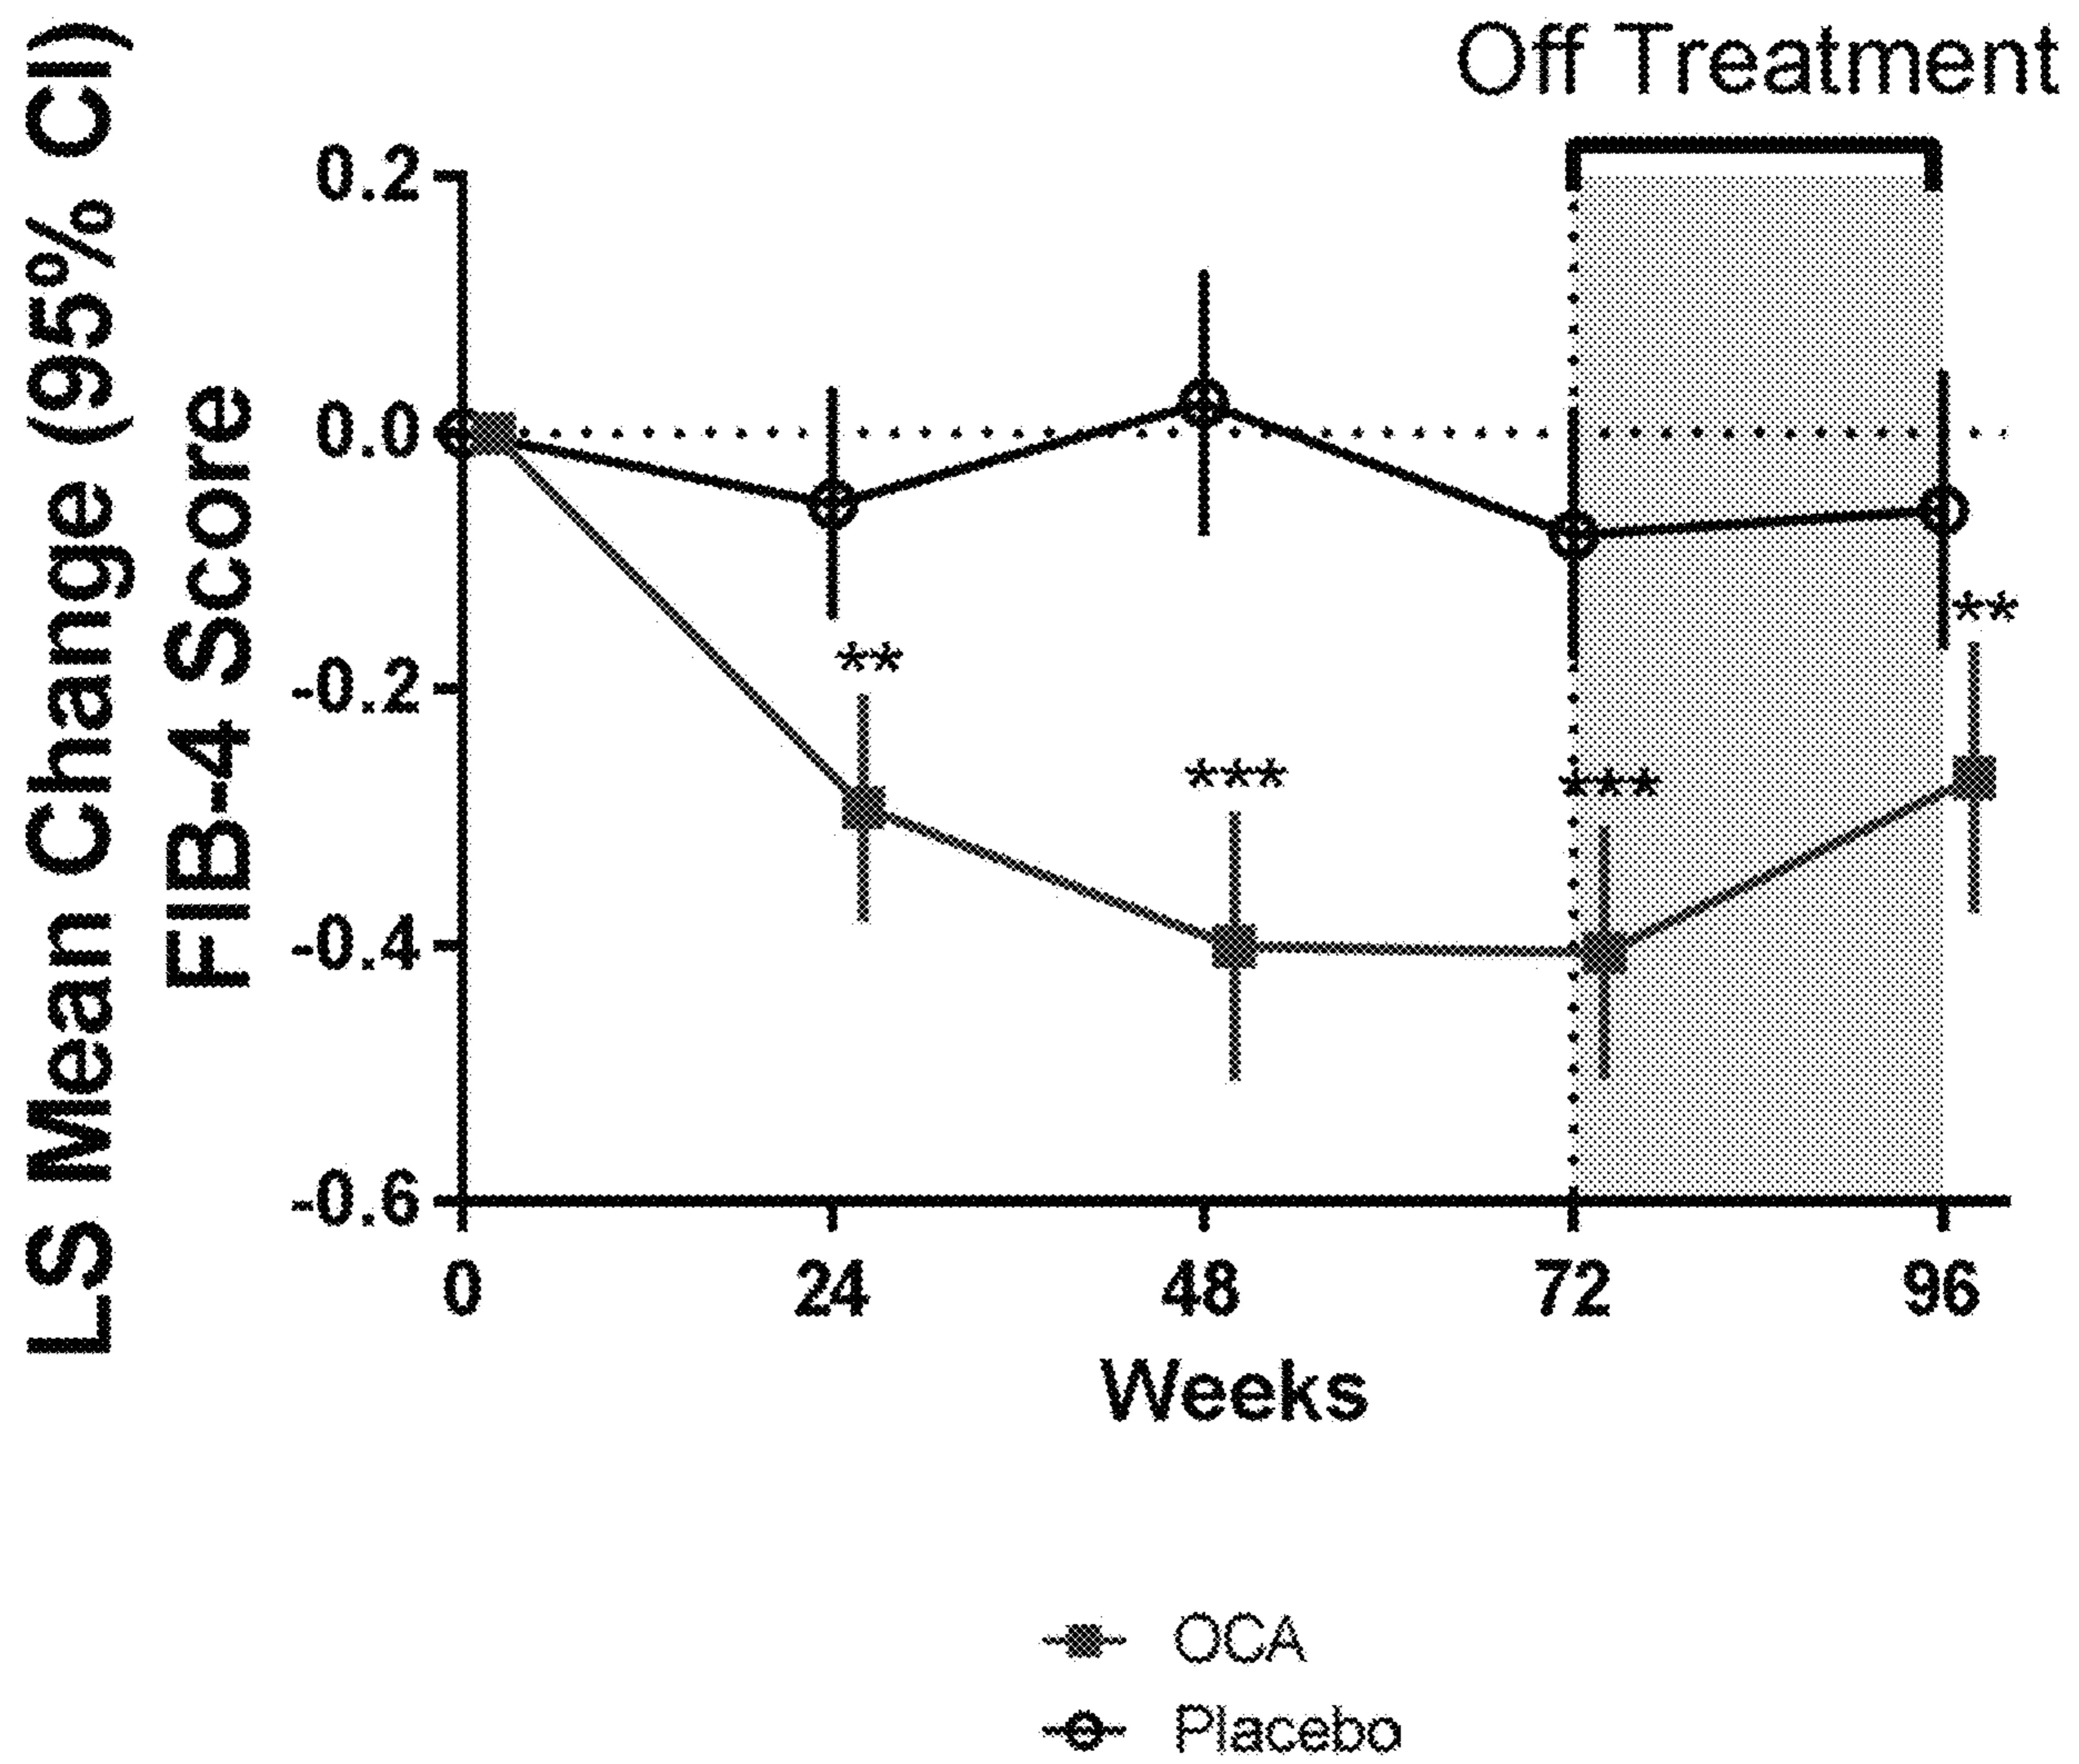 LS Mean Change (95% CI)
FIB-4 Score
Off Treatment
0.2
0.0
-0.2
-0.4
-0.6
**
***
***
**
0 24 48 72 96
Weeks
OCA
Placebo